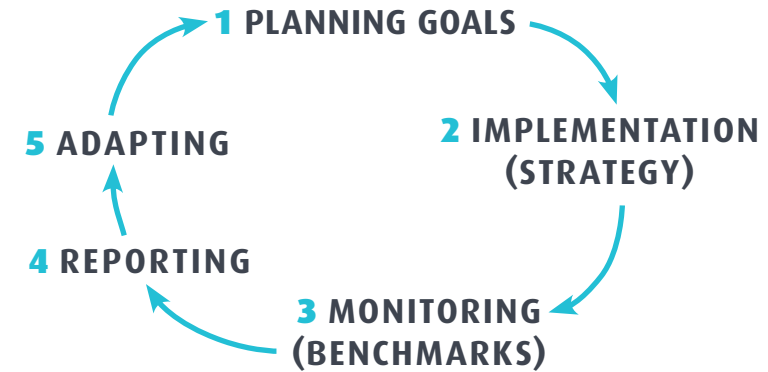 1 PLANNING GOALS
2 IMPLEMENTATION
(STRATEGY)
3 MONITORING
(BENCHMARKS)
4 REPORTING
5 ADAPTING